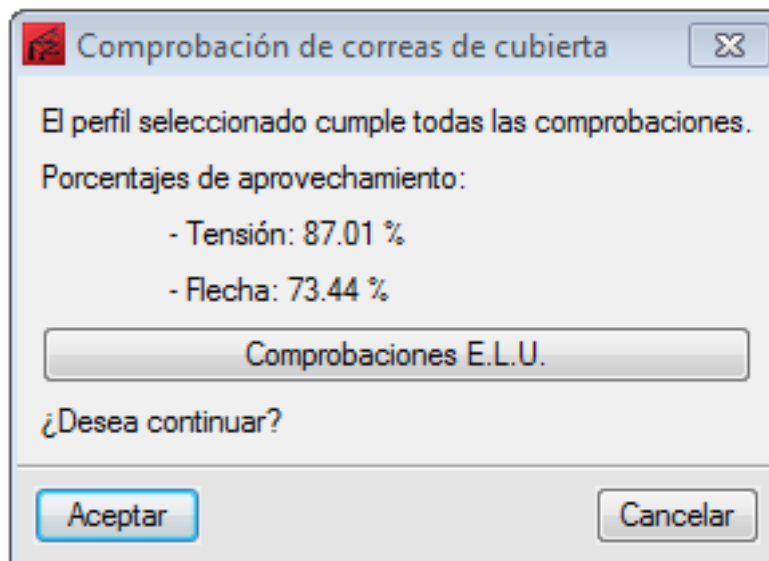 Comprobación de correas de cubierta
El perfil seleccionado cumple todas las comprobaciones.
Porcentajes de aprovechamiento:
- Tensión: 87.01 %
- Flecha: 73.44 %
Comprobaciones E.L.U.
¿Desea continuar?
Aceptar
Cancelar